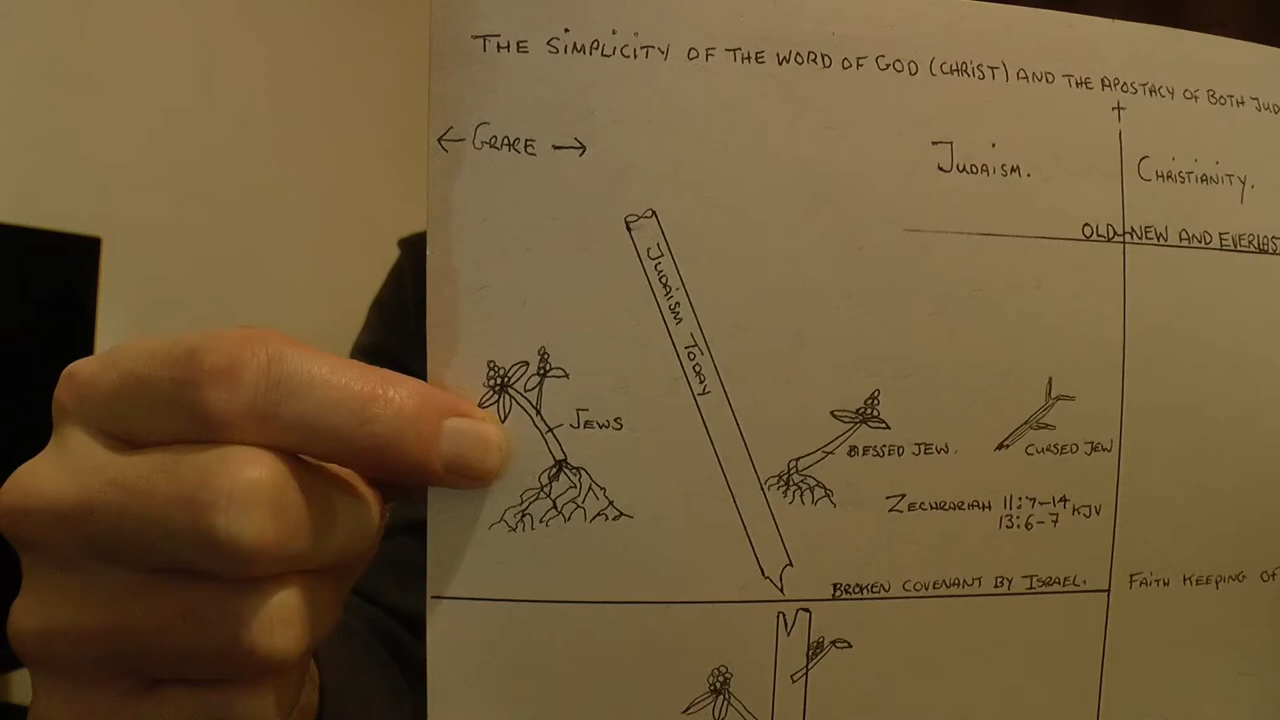 THE SIMPLICITY OF THE WORD OF GOD (CHRIST) AND THE APOSTACY OF BOTH JUD
← GRACE →
JUDAISM.
CHRISTIANITY.
OLD NEW AND EVERLAS
JUDAISM TODAY
JEWS
BLESSED JEW.
CURSED JEW
ZECHRARIAH 11:7-14 KJV
13:6-7
BROKEN COVENANT BY ISRAEL.
FAITH KEEPING OF